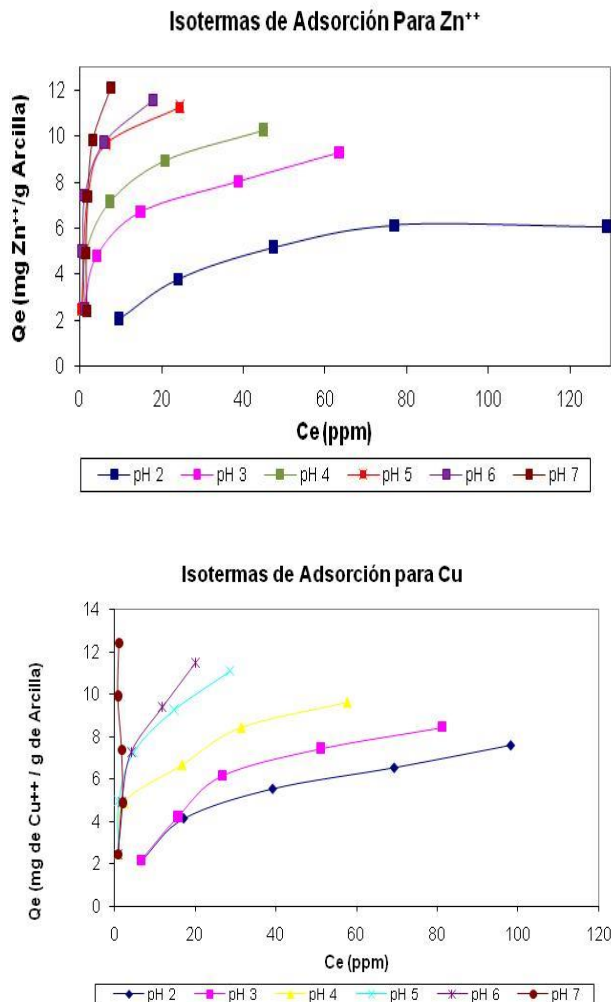 Isotermas de Adsorción Para Zn⁺⁺
Qe (mg Zn⁺⁺/g Arcilla)
12
10
8
6
4
2
0
0 20 40 60 80 100 120
Ce (ppm)
pH 2 pH 3 pH 4 pH 5 pH 6 pH 7
Isotermas de Adsorción para Cu
Qe (mg de Cu++ / g de Arcilla)
14
12
10
8
6
4
2
0
0 20 40 60 80 100 120
Ce (ppm)
pH 2 pH 3 pH 4 pH 5 pH 6 pH 7